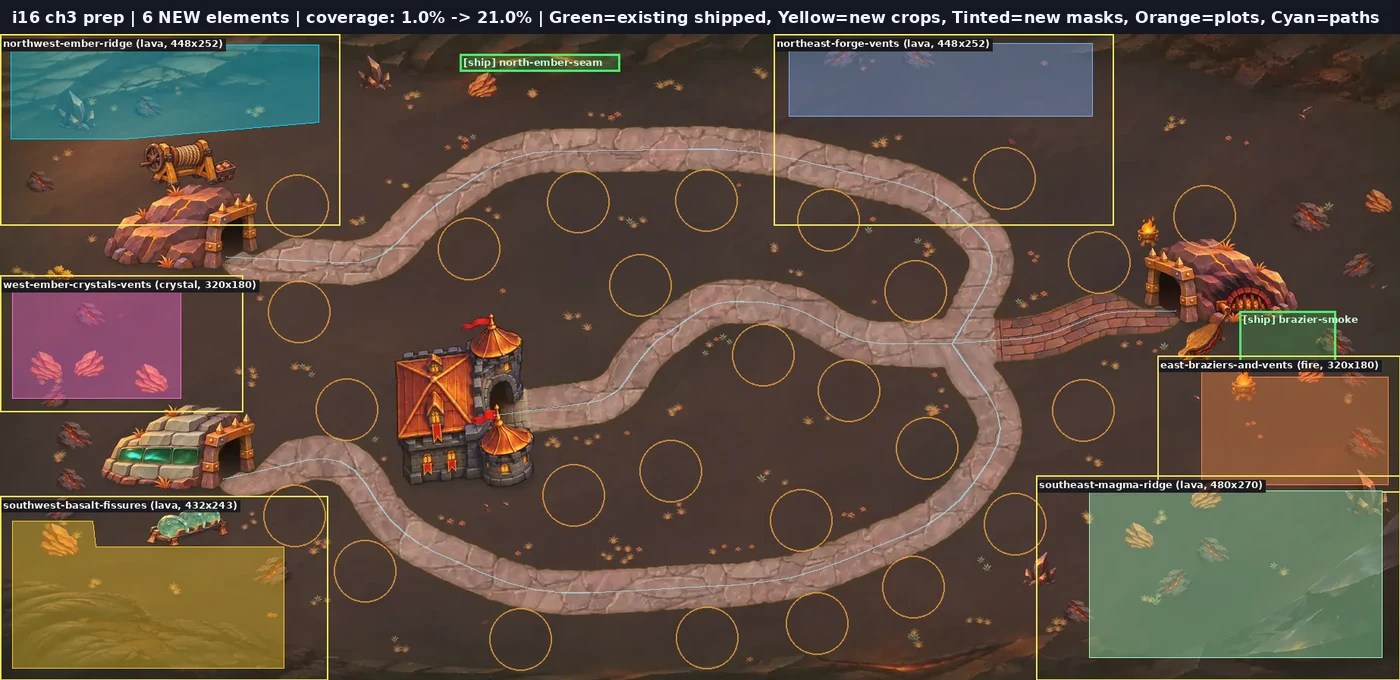 i16 ch3 prep | 6 NEW elements | coverage: 1.0% -> 21.0% | Green=existing shipped, Yellow=new crops, Tinted=new masks, Orange=plots, Cyan=paths
northwest-ember-ridge (lava, 448x252)
northeast-forge-vents (lava, 448x252)
[ship] north-ember-seam
west-ember-crystals-vents (crystal, 320x180)
[ship] brazier-smoke
east-braziers-and-vents (fire, 320x180)
southeast-magma-ridge (lava, 480x270)
southwest-basalt-fissures (lava, 432x243)